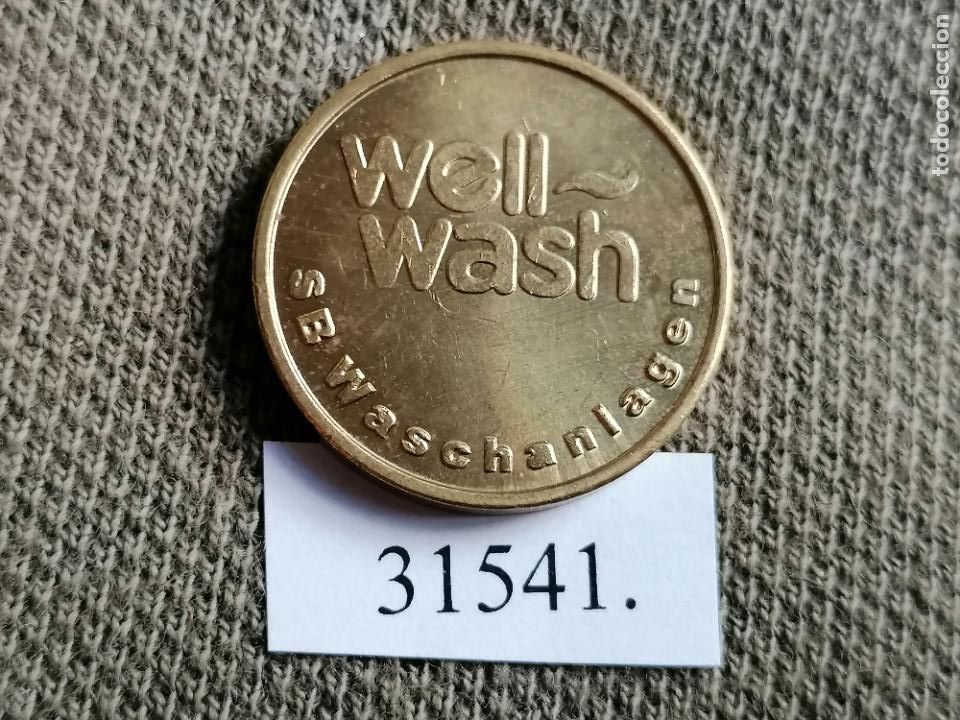 well
wash
SB Waschanlagen
31541.
todocoleccion